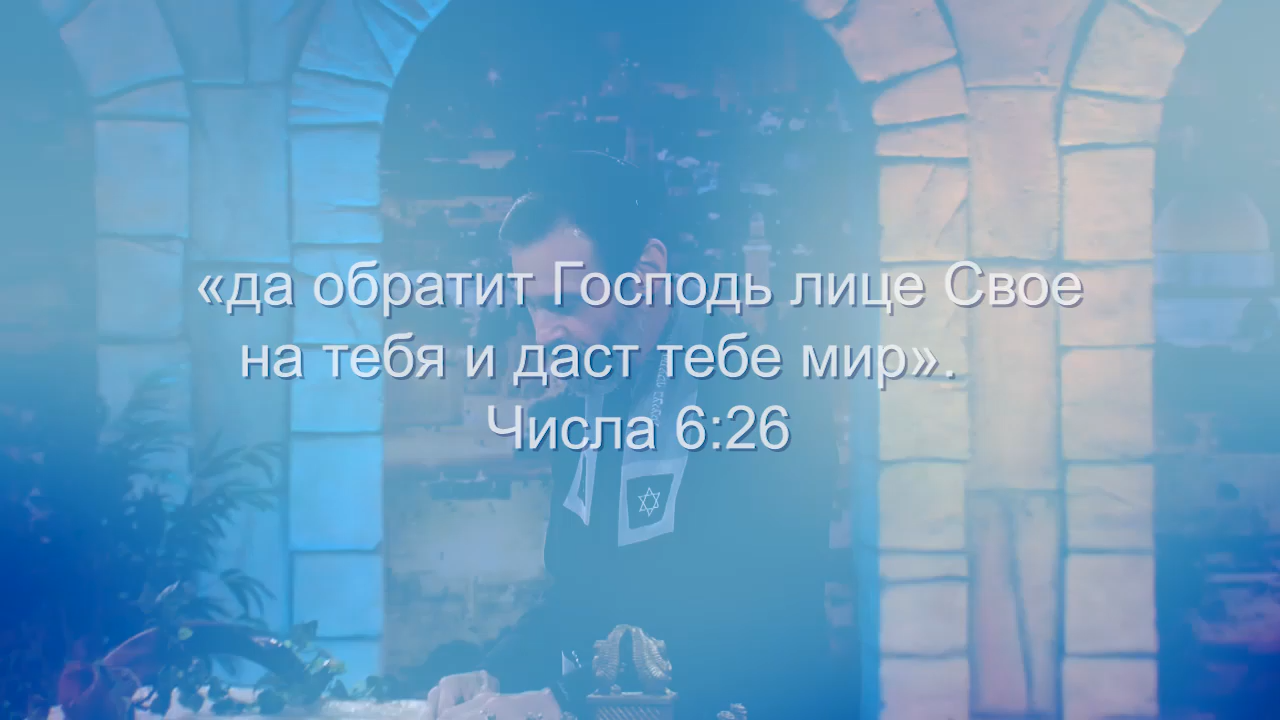 «да обратит Господь лице Свое
на тебя и даст тебе мир».
Числа 6:26